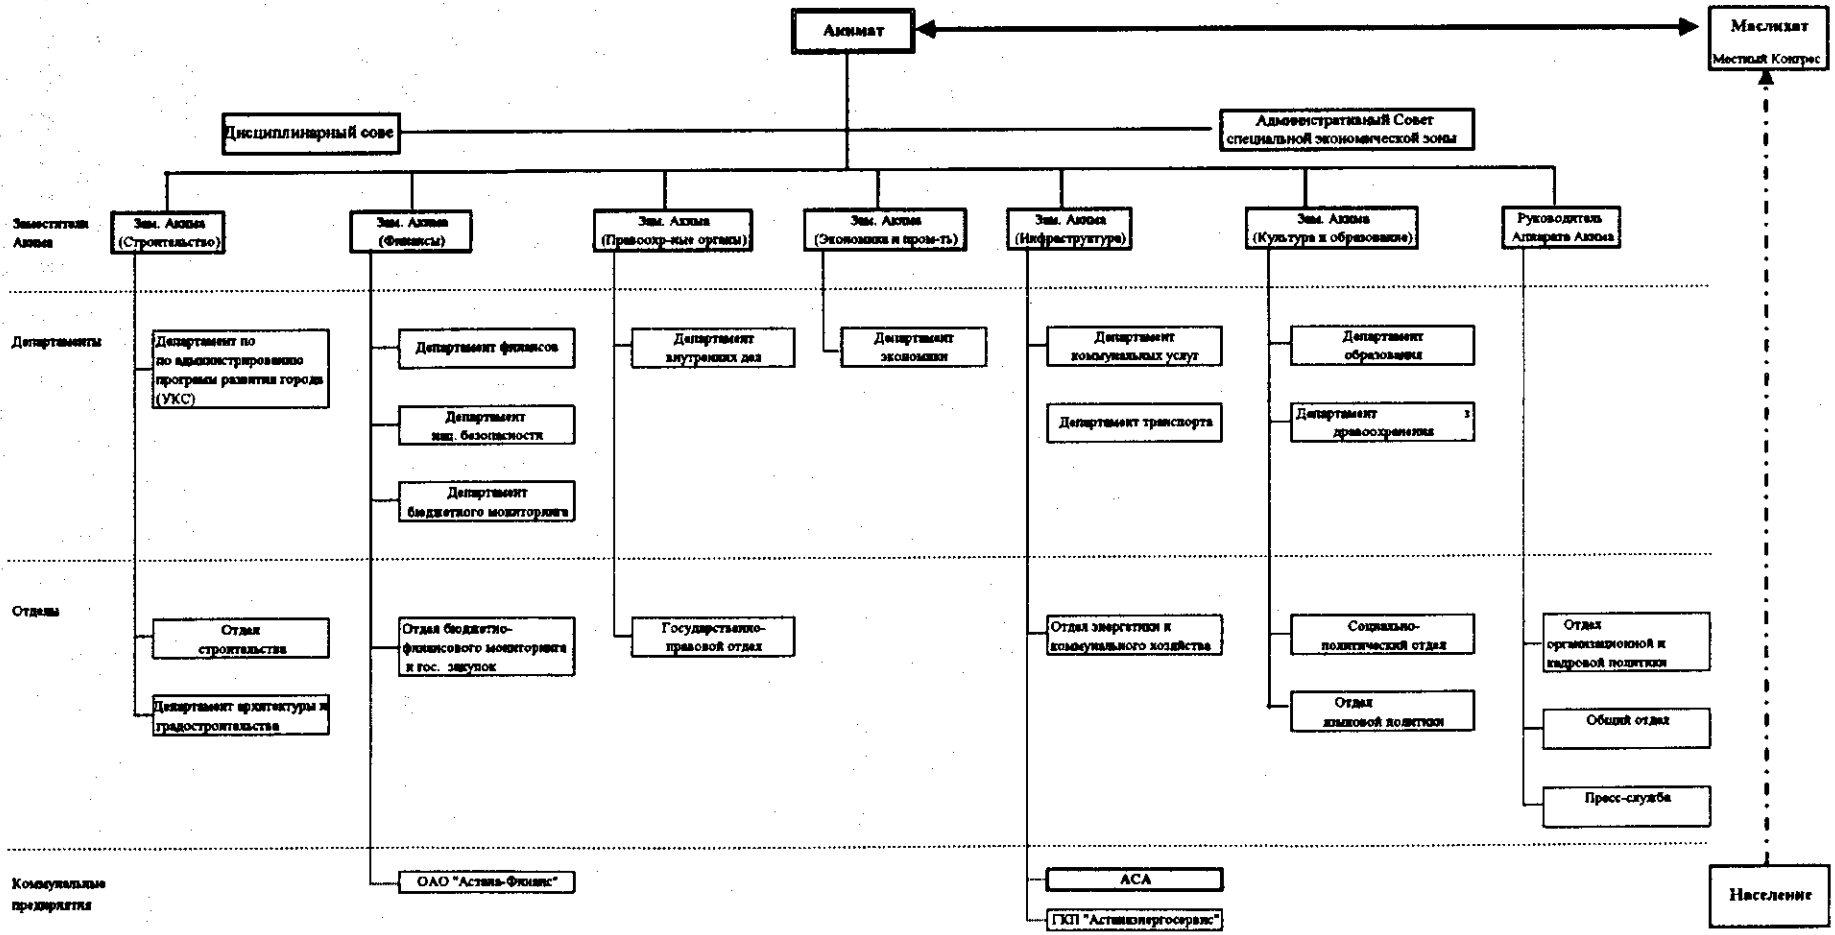 Акимат
Маслихат
Местный Конгрес
Дисциплинарный сове
Административный Совет
специальной экономической зоны
Заместители
Акима
Зам. Акима
(Строительство)
Зам. Акима
(Финансы)
Зам. Акима
(Правоохр-ные органы)
Зам. Акима
(Экономика и пром-ть)
Зам. Акима
(Инфраструктура)
Зам. Акима
(Культура и образование)
Руководитель
Аппарата Акима
Департаменты
Департамент по
по администрированию
программ развития города
(УКС)
Департамент финансов
Департамент
нац. безопасности
Департамент
бюджетного мониторинга
Департамент
внутренних дел
Департамент
экономики
Департамент
коммунальных услуг
Департамент транспорта
Департамент
образования
Департамент з
дравоохранения
Отделы
Отдел
строительства
Департамент архитектуры и
градостроительства
Отдел бюджетно-
финансового мониторинга
и гос. закупок
Государственно-
правовой отдел
Отдел энергетики и
коммунального хозяйства
Социально-
политический отдел
Отдел
языковой политики
Отдел
организационной и
кадровой политики
Общий отдел
Пресс-служба
Коммунальные
предприятия
ОАО "Астана-Финанс"
АСА
ГКП "Астанаэнергосервис"
Население